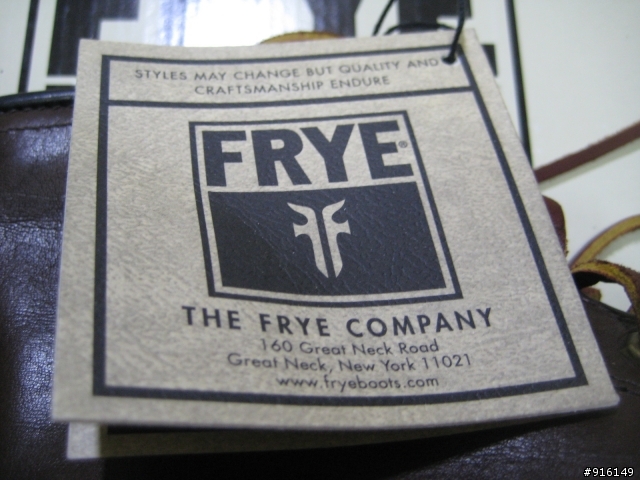 STYLES MAY CHANGE BUT QUALITY AND
CRAFTSMANSHIP ENDURE
FRYE®
THE FRYE COMPANY
160 Great Neck Road
Great Neck, New York 11021
www.fryeboots.com
#916149